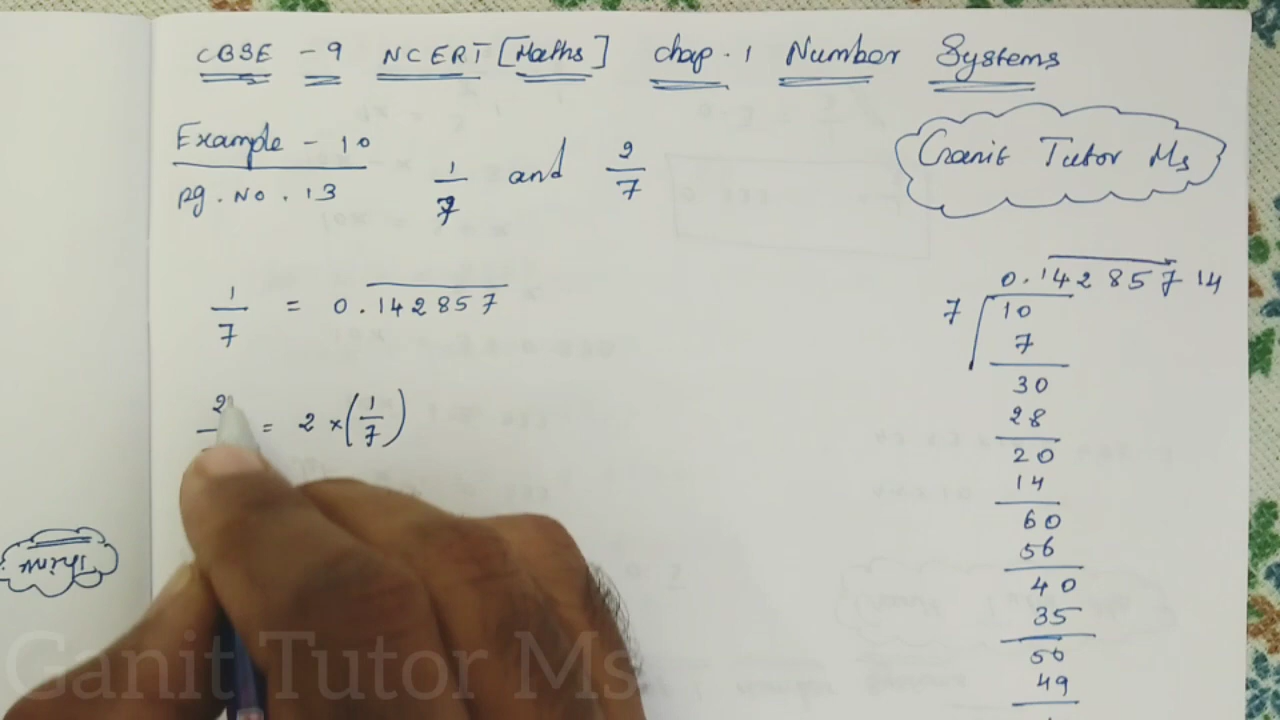 CBSE - 9 NCERT [Maths] Chap. 1 Number Systems
Example - 10
pg. No. 13
1/7 and 2/7
Ganit Tutor Ms
1/7 = 0.142857
2 = 2 × (1/7)
0.142857 14
7 10
7
30
28
20
14
60
56
40
35
50
49
Think
Ganit Tutor Ms